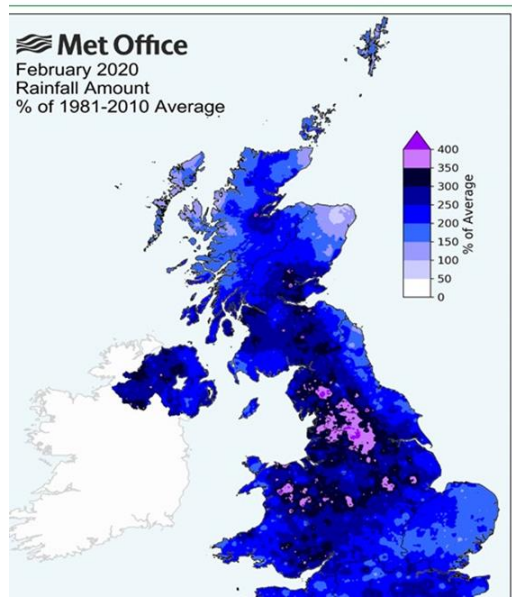 Met Office
February 2020
Rainfall Amount
% of 1981-2010 Average
400
350
300
250
200
150
100
50
0
% of Average